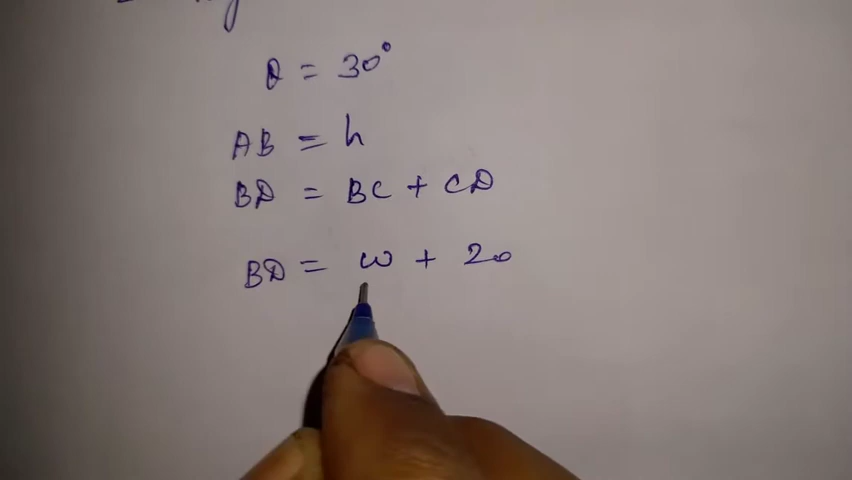 θ = 30°
AB = h
BD = BC + CD
BD = w + 20